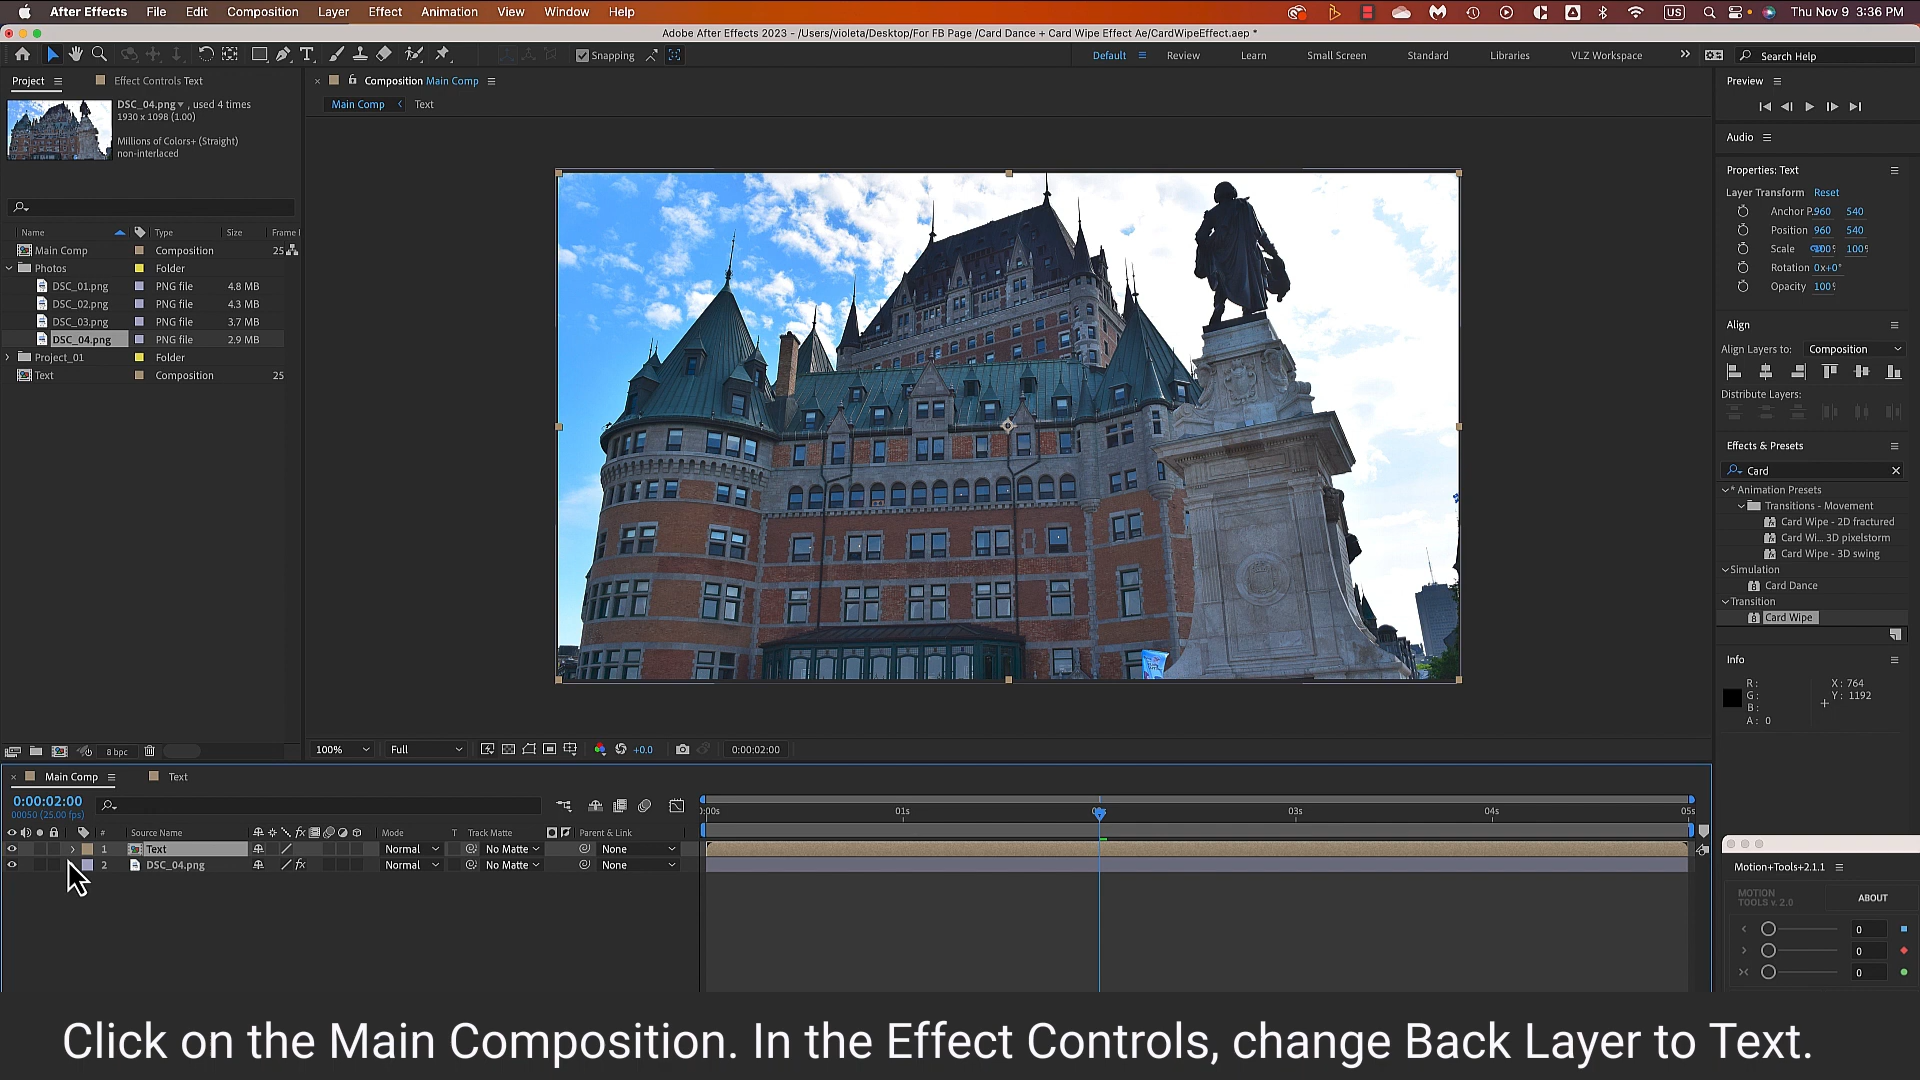 After Effects File Edit Composition Layer Effect Animation View Window Help US Thu Nov 9 3:36 PM
Adobe After Effects 2023 - /Users/violeta/Desktop/For FB Page /Card Dance + Card Wipe Effect Ae/CardWipeEffect.aep *
Snapping Default Review Learn Small Screen Standard Libraries VLZ Workspace Search Help
Project Effect Controls Text
DSC_04.png , used 4 times
1930 x 1098 (1.00)
Millions of Colors+ (Straight)
non-interlaced
Name Type Size Frame
Main Comp Composition 25
Photos Folder
DSC_01.png PNG file 4.8 MB
DSC_02.png PNG file 4.3 MB
DSC_03.png PNG file 3.7 MB
DSC_04.png PNG file 2.9 MB
Project_01 Folder
Text Composition 25
8 bpc
Composition Main Comp
Main Comp Text
100% Full +0.0 0:00:02:00
Preview
Audio
Properties: Text
Layer Transform Reset
Anchor P. 960 540
Position 960 540
Scale 100%
Rotation 0x+0°
Opacity 100%
Align
Align Layers to: Composition
Distribute Layers:
Effects & Presets
Card
* Animation Presets
Transitions - Movement
Card Wipe - 2D fractured
Card Wi... 3D pixelstorm
Card Wipe - 3D swing
Simulation
Card Dance
Transition
Card Wipe
Info
R:
G:
B:
A: 0
X: 764
Y: 1192
Motion+Tools+2.1.1
MOTION
TOOLS v. 2.0
ABOUT
0
0
0
Main Comp Text
0:00:02:00
00050 (25.00 fps)
:00s 01s 03s 04s 05s
# Source Name Mode T Track Matte Parent & Link
1 Text Normal No Matte None
2 DSC_04.png Normal No Matte None
Click on the Main Composition. In the Effect Controls, change Back Layer to Text.